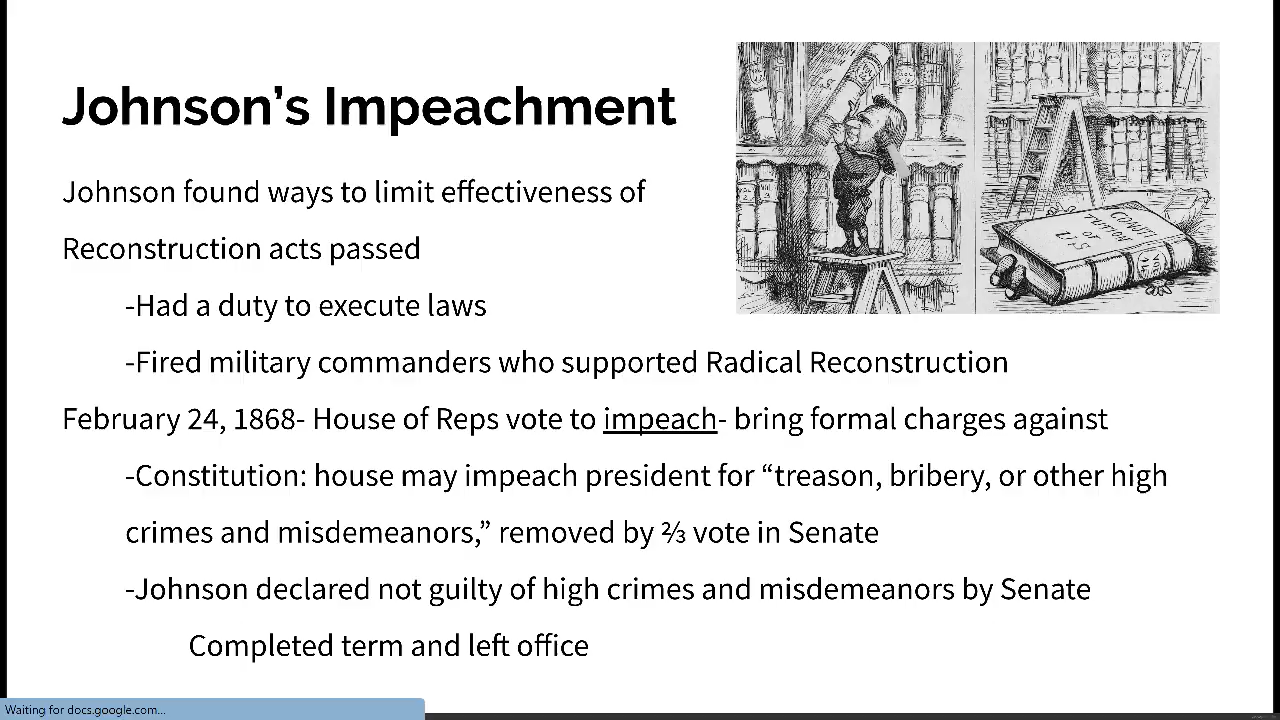 Johnson’s Impeachment
Johnson found ways to limit effectiveness of
Reconstruction acts passed
-Had a duty to execute laws
-Fired military commanders who supported Radical Reconstruction
February 24, 1868- House of Reps vote to impeach- bring formal charges against
-Constitution: house may impeach president for “treason, bribery, or other high
crimes and misdemeanors,” removed by ⅔ vote in Senate
-Johnson declared not guilty of high crimes and misdemeanors by Senate
Completed term and left office
Waiting for docs.google.com...